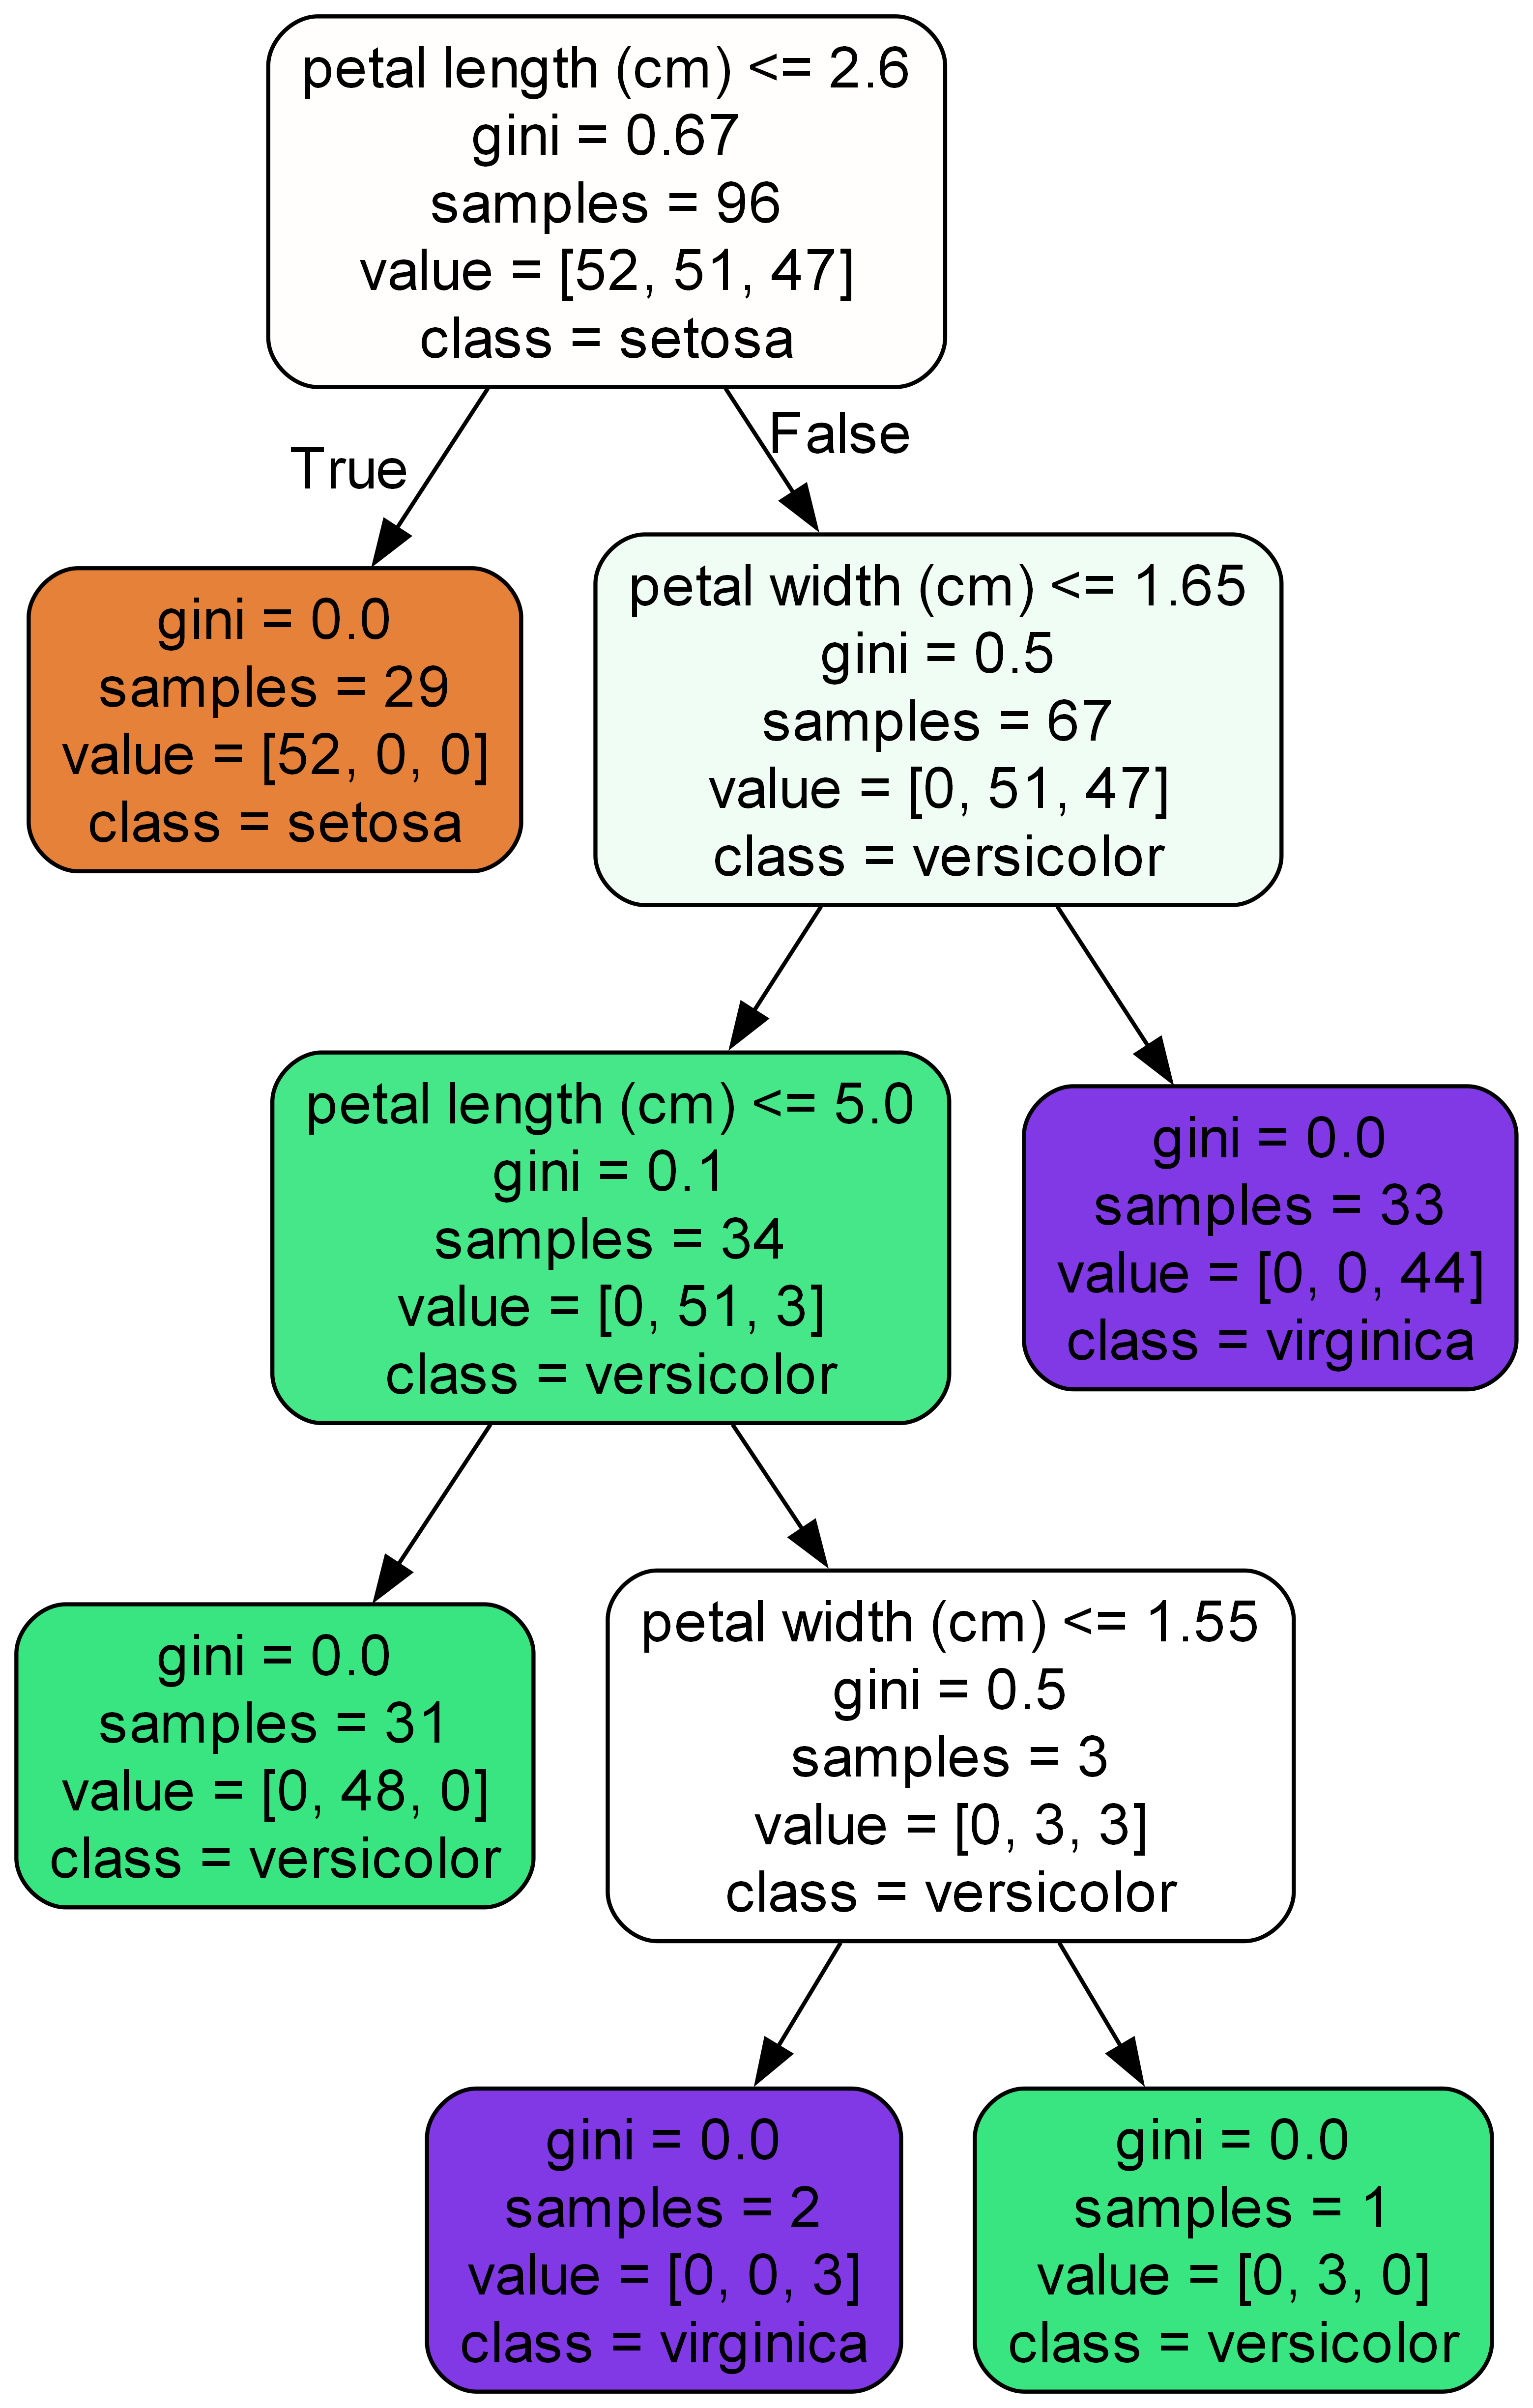 petal length (cm) <= 2.6
gini = 0.67
samples = 96
value = [52, 51, 47]
class = setosa
True
False
gini = 0.0
samples = 29
value = [52, 0, 0]
class = setosa
petal width (cm) <= 1.65
gini = 0.5
samples = 67
value = [0, 51, 47]
class = versicolor
petal length (cm) <= 5.0
gini = 0.1
samples = 34
value = [0, 51, 3]
class = versicolor
gini = 0.0
samples = 33
value = [0, 0, 44]
class = virginica
gini = 0.0
samples = 31
value = [0, 48, 0]
class = versicolor
petal width (cm) <= 1.55
gini = 0.5
samples = 3
value = [0, 3, 3]
class = versicolor
gini = 0.0
samples = 2
value = [0, 0, 3]
class = virginica
gini = 0.0
samples = 1
value = [0, 3, 0]
class = versicolor